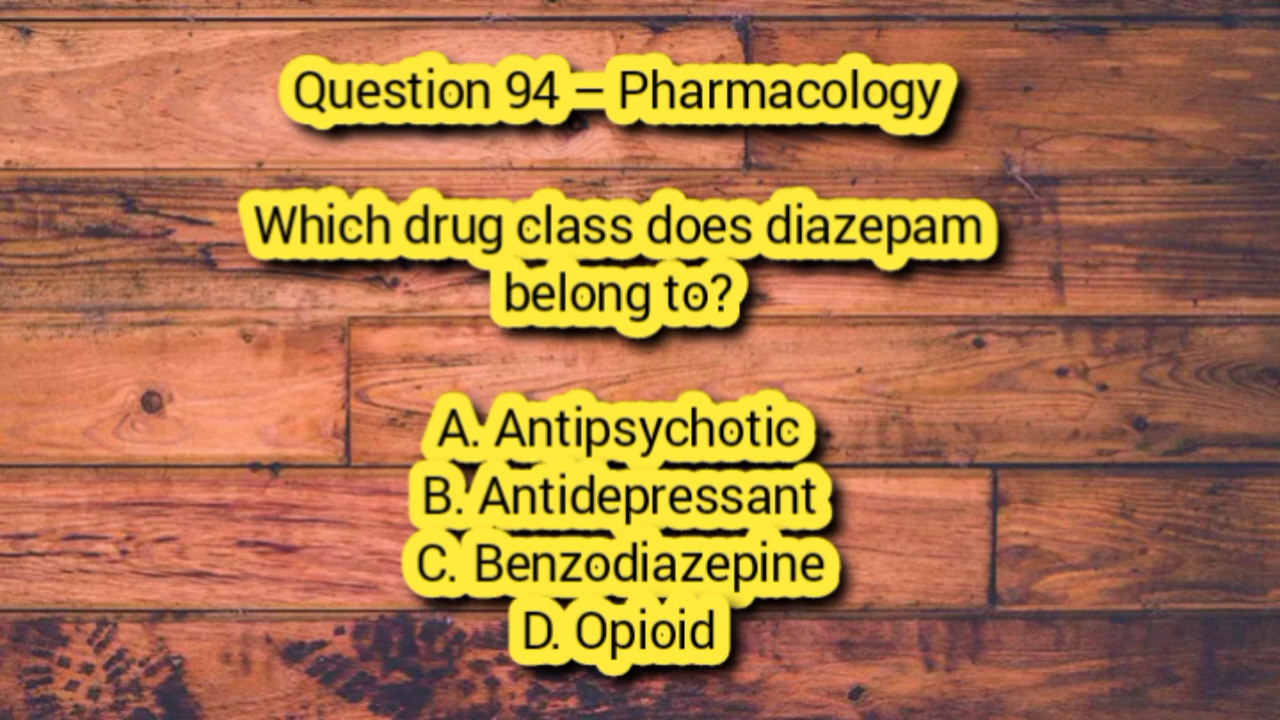 Question 94 – Pharmacology
Which drug class does diazepam
belong to?
A. Antipsychotic
B. Antidepressant
C. Benzodiazepine
D. Opioid